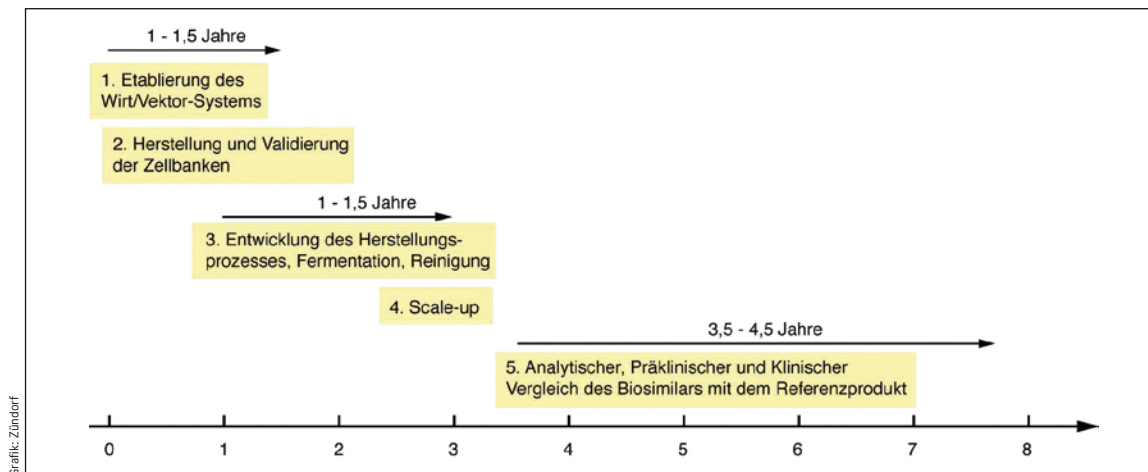 1 - 1,5 Jahre
1. Etablierung des
Wirt/Vektor-Systems
2. Herstellung und Validierung
der Zellbanken
1 - 1,5 Jahre
3. Entwicklung des Herstellungs-
prozesses, Fermentation, Reinigung
4. Scale-up
3,5 - 4,5 Jahre
5. Analytischer, Präklinischer und Klinischer
Vergleich des Biosimilars mit dem Referenzprodukt
0 1 2 3 4 5 6 7 8
Grafik: Zündorf